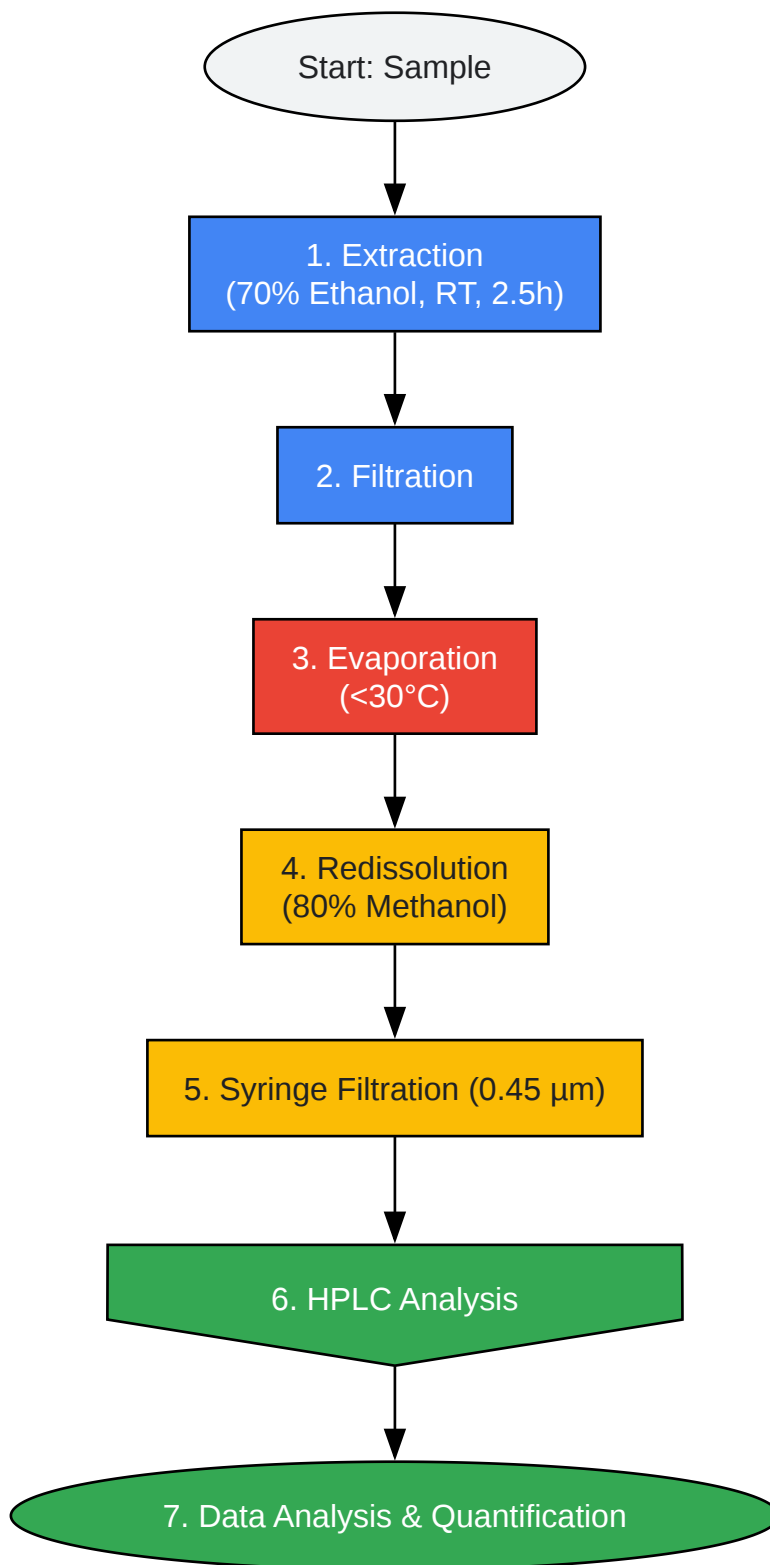 Start: Sample
1. Extraction
(70% Ethanol, RT, 2.5h)
2. Filtration
3. Evaporation
(<30°C)
4. Redissolution
(80% Methanol)
5. Syringe Filtration (0.45 µm)
6. HPLC Analysis
7. Data Analysis & Quantification